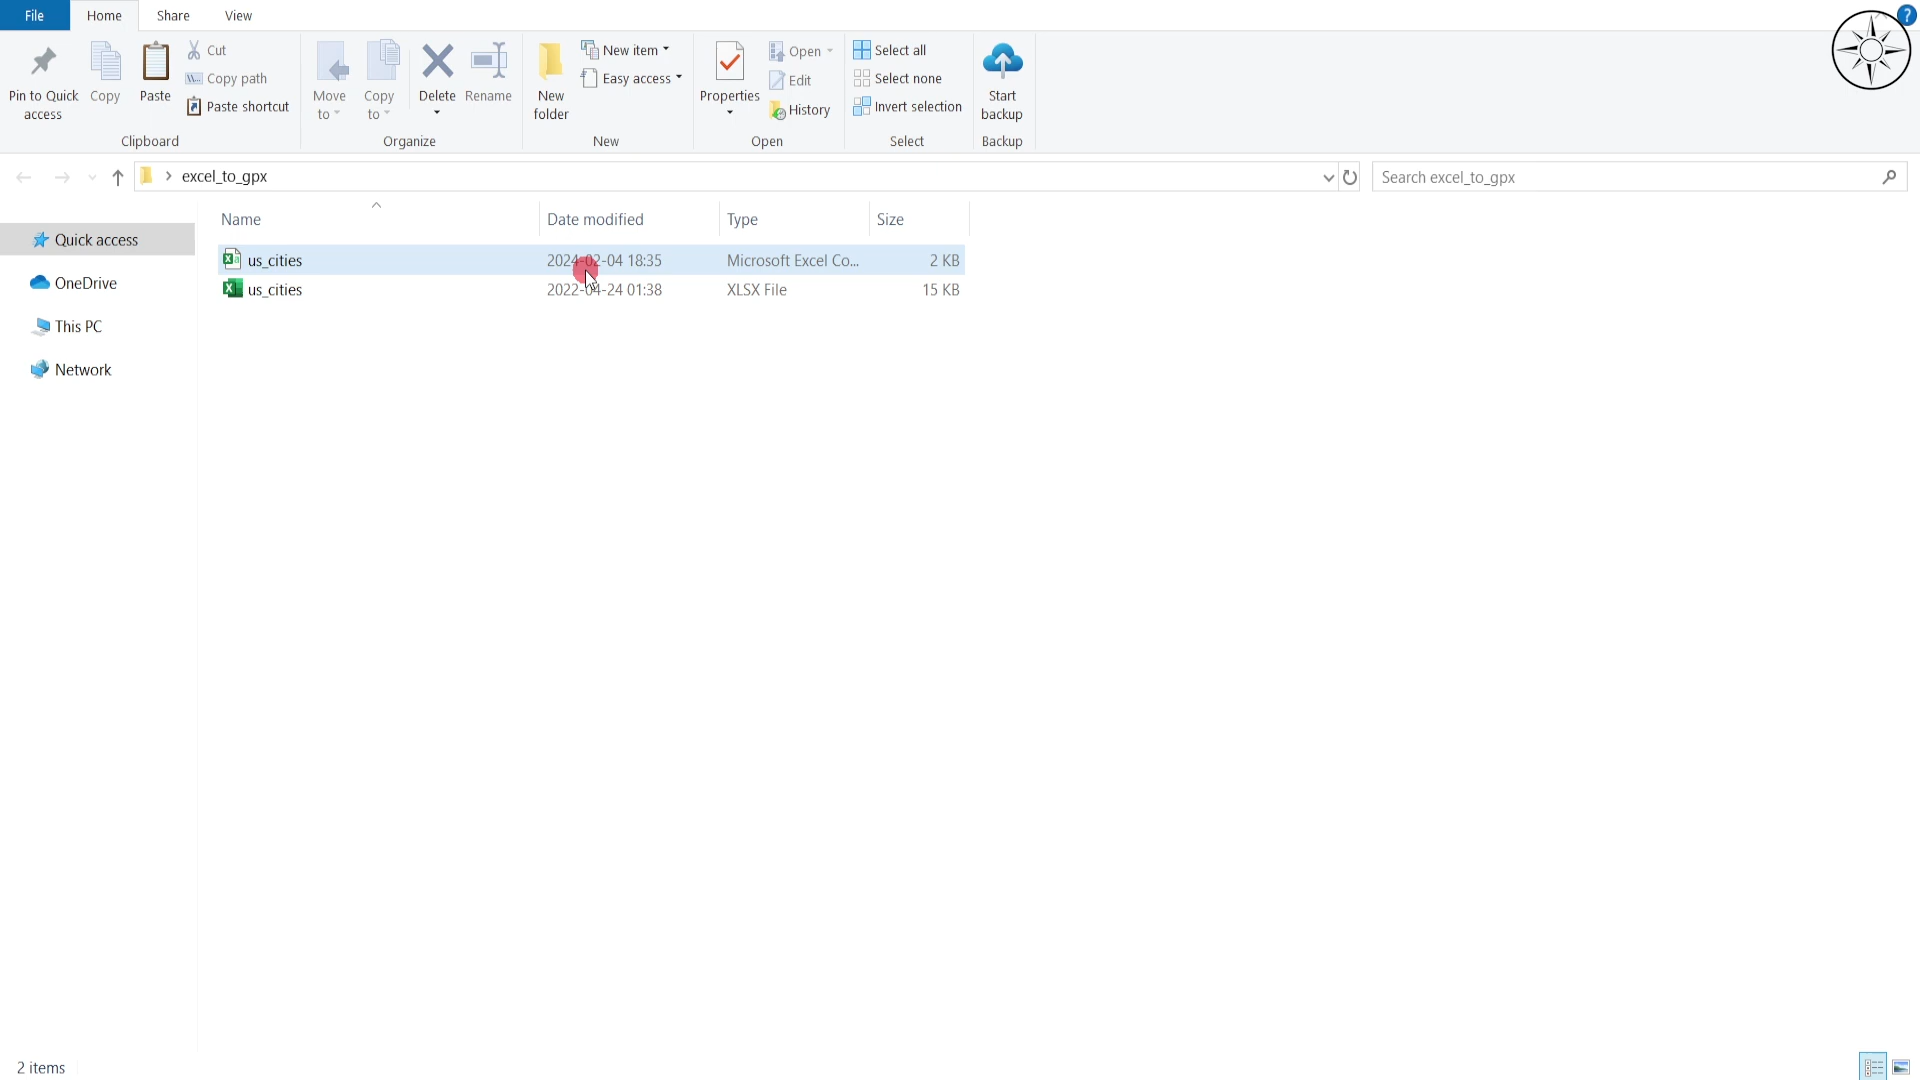 File Home Share View ?
Pin to Quick access
Copy
Paste
Cut
Copy path
Paste shortcut
Clipboard
Move to
Copy to
Delete
Rename
Organize
New folder
New item
Easy access
New
Properties
Open
Edit
History
Open
Select all
Select none
Invert selection
Select
Start backup
Backup
excel_to_gpx
Search excel_to_gpx
Quick access
OneDrive
This PC
Network
Name Date modified Type Size
us_cities 2024-02-04 18:35 Microsoft Excel Co... 2 KB
us_cities 2022-04-24 01:38 XLSX File 15 KB
2 items